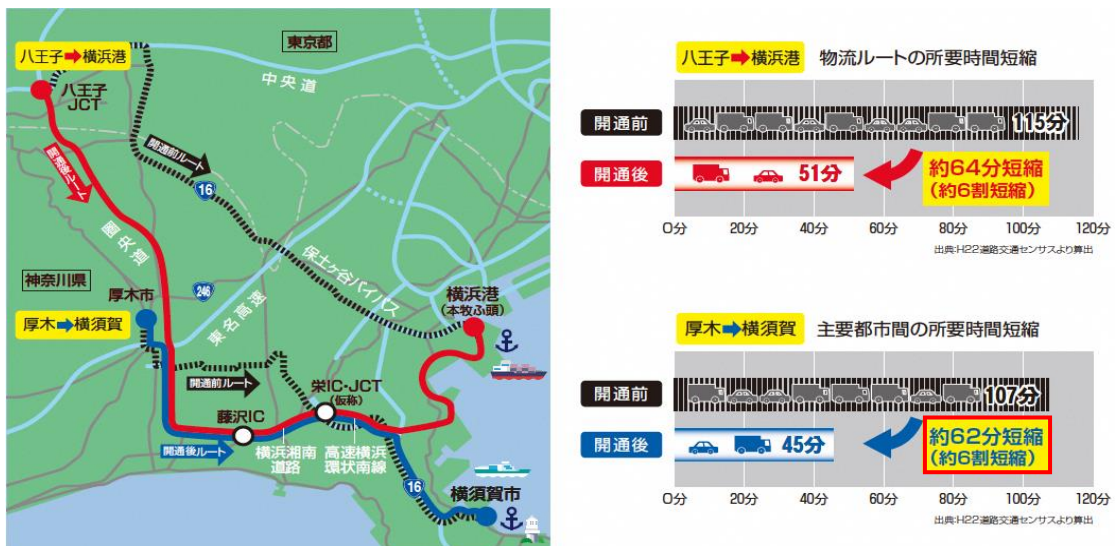 八王子➡横浜港
東京都
中央道
八王子
JCT
開通後ルート
開通前ルート
16
圏央道
保土ヶ谷バイパス
神奈川県
246
厚木市
東名高速
横浜港
(本牧ふ頭)
厚木➡横須賀
開通前ルート
栄IC・JCT
(仮称)
藤沢IC
開通後ルート
横浜湘南
道路
高速横浜
環状南線
16
横須賀市
八王子➡横浜港 物流ルートの所要時間短縮
開通前 115分
開通後 51分
約64分短縮
(約6割短縮)
0分 20分 40分 60分 80分 100分 120分
出典:H22道路交通センサスより算出
厚木➡横須賀 主要都市間の所要時間短縮
開通前 107分
開通後 45分
約62分短縮
(約6割短縮)
0分 20分 40分 60分 80分 100分 120分
出典:H22道路交通センサスより算出